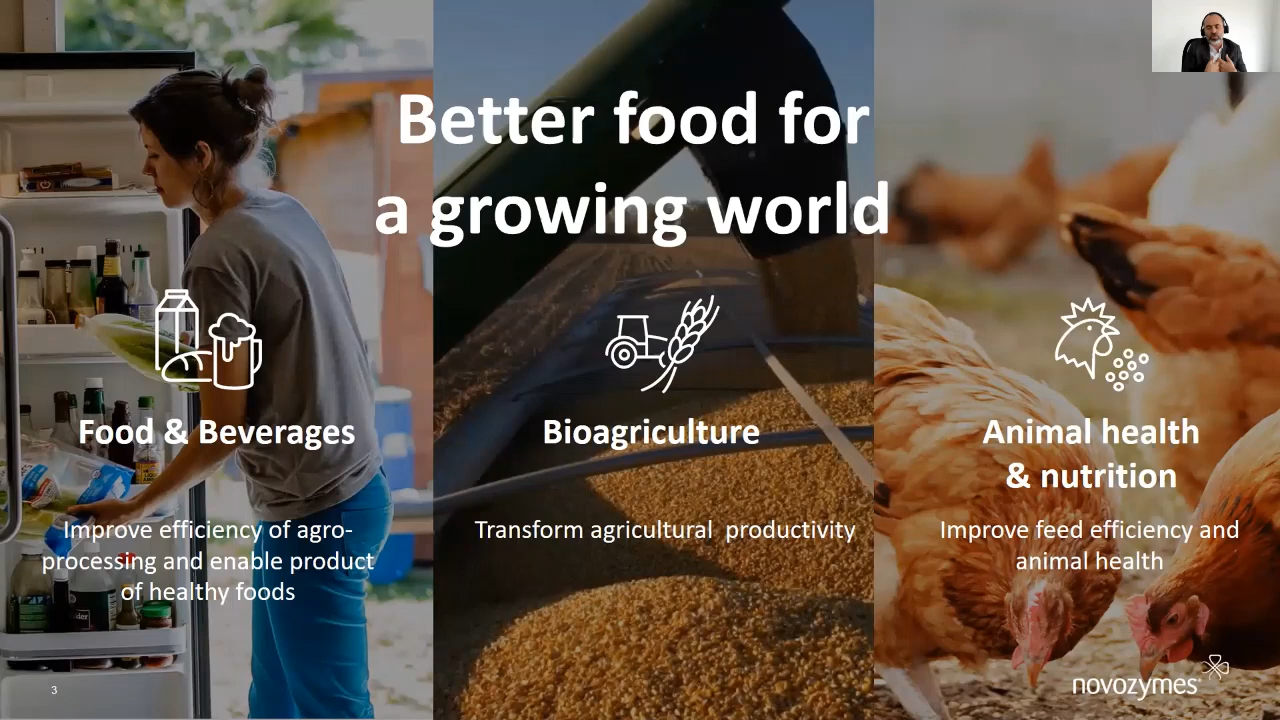 Better food for
a growing world
Food & Beverages
Improve efficiency of agro-
processing and enable product
of healthy foods
Bioagriculture
Transform agricultural productivity
Animal health
& nutrition
Improve feed efficiency and
animal health
3
novozymes